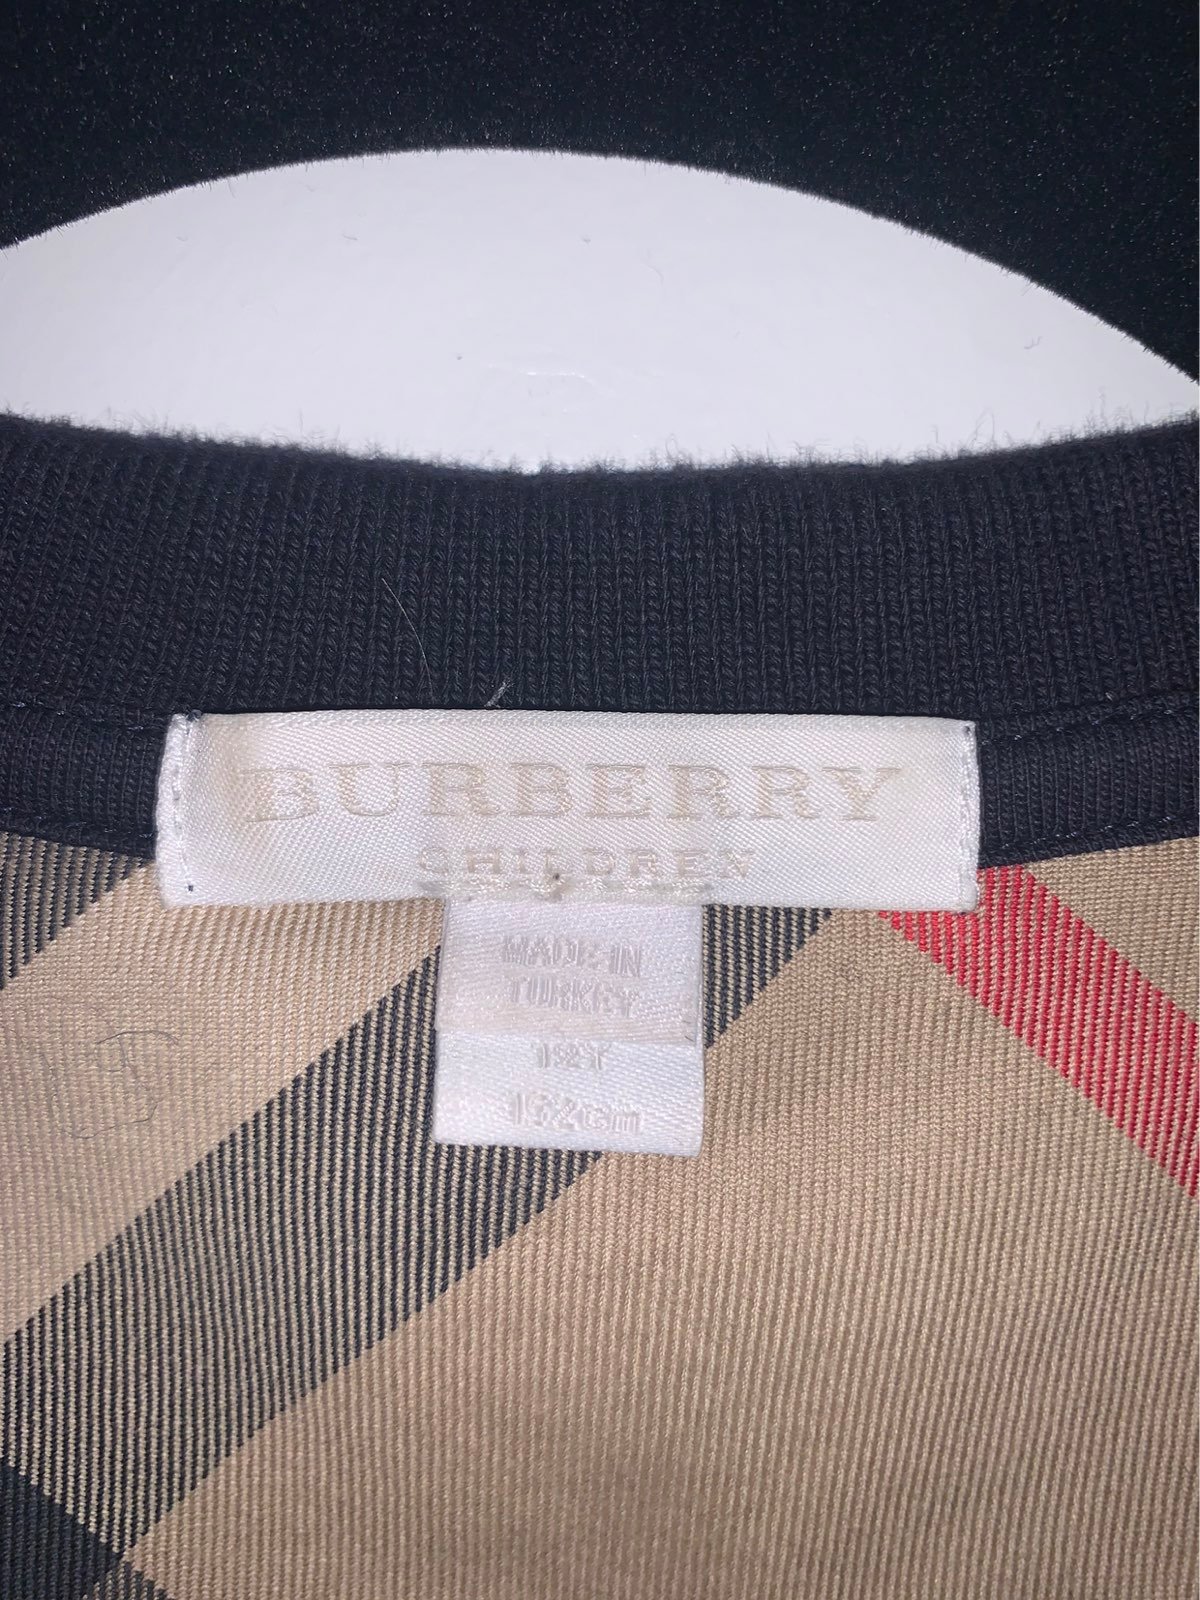 BURBERRY
CHILDREN
MADE IN
TURKEY
12Y
152cm